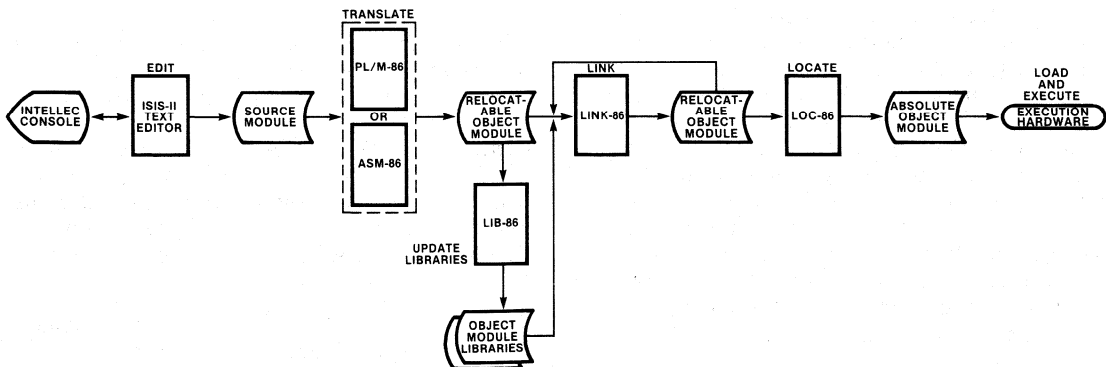 TRANSLATE
PL/M-86
OR
ASM-86
EDIT
ISIS-II
TEXT
EDITOR
INTELLEC
CONSOLE
SOURCE
MODULE
RELOCAT-
ABLE
OBJECT
MODULE
LINK
LINK-86
RELOCAT-
ABLE
OBJECT
MODULE
LOCATE
LOC-86
ABSOLUTE
OBJECT
MODULE
LOAD
AND
EXECUTE
EXECUTION
HARDWARE
LIB-86
UPDATE
LIBRARIES
OBJECT
MODULE
LIBRARIES